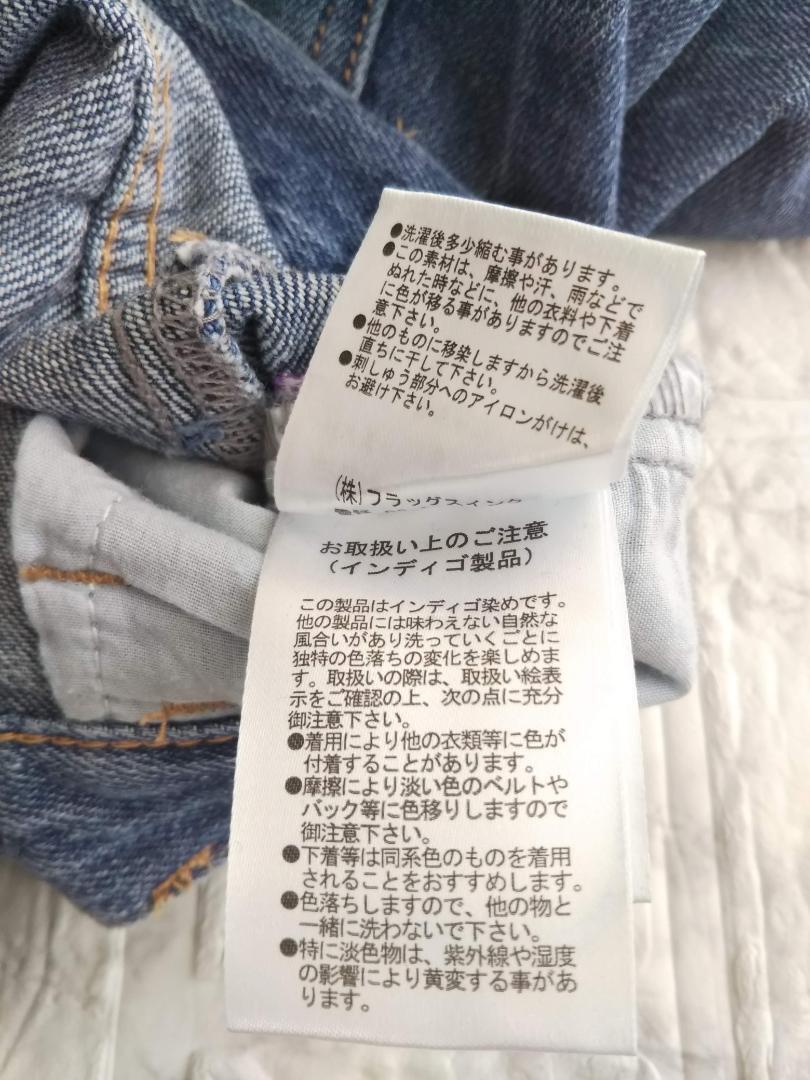 ●洗濯後多少縮む事があります。
●この素材は、摩擦や汗、雨などで
ぬれた時などに、他の衣料や下着
に色が移る事がありますのでご注
意下さい。
●他のものに移染しますから洗濯後
直ちに干して下さい。
●刺しゅう部分へのアイロンがけは、
お避け下さい。
(株)フラッグスイング
お取扱い上のご注意
(インディゴ製品)
この製品はインディゴ染めです。
他の製品には味わえない自然な
風合いがあり洗っていくごとに
独特の色落ちの変化を楽しめま
す。取扱いの際は、取扱い絵表
示をご確認の上、次の点に充分
御注意下さい。
●着用により他の衣類等に色が
付着することがあります。
●摩擦により淡い色のベルトや
バック等に色移りしますので
御注意下さい。
●下着等は同系色のものを着用
されることをおすすめします。
●色落ちしますので、他の物と
一緒に洗わないで下さい。
●特に淡色物は、紫外線や湿度
の影響により黄変する事があ
ります。